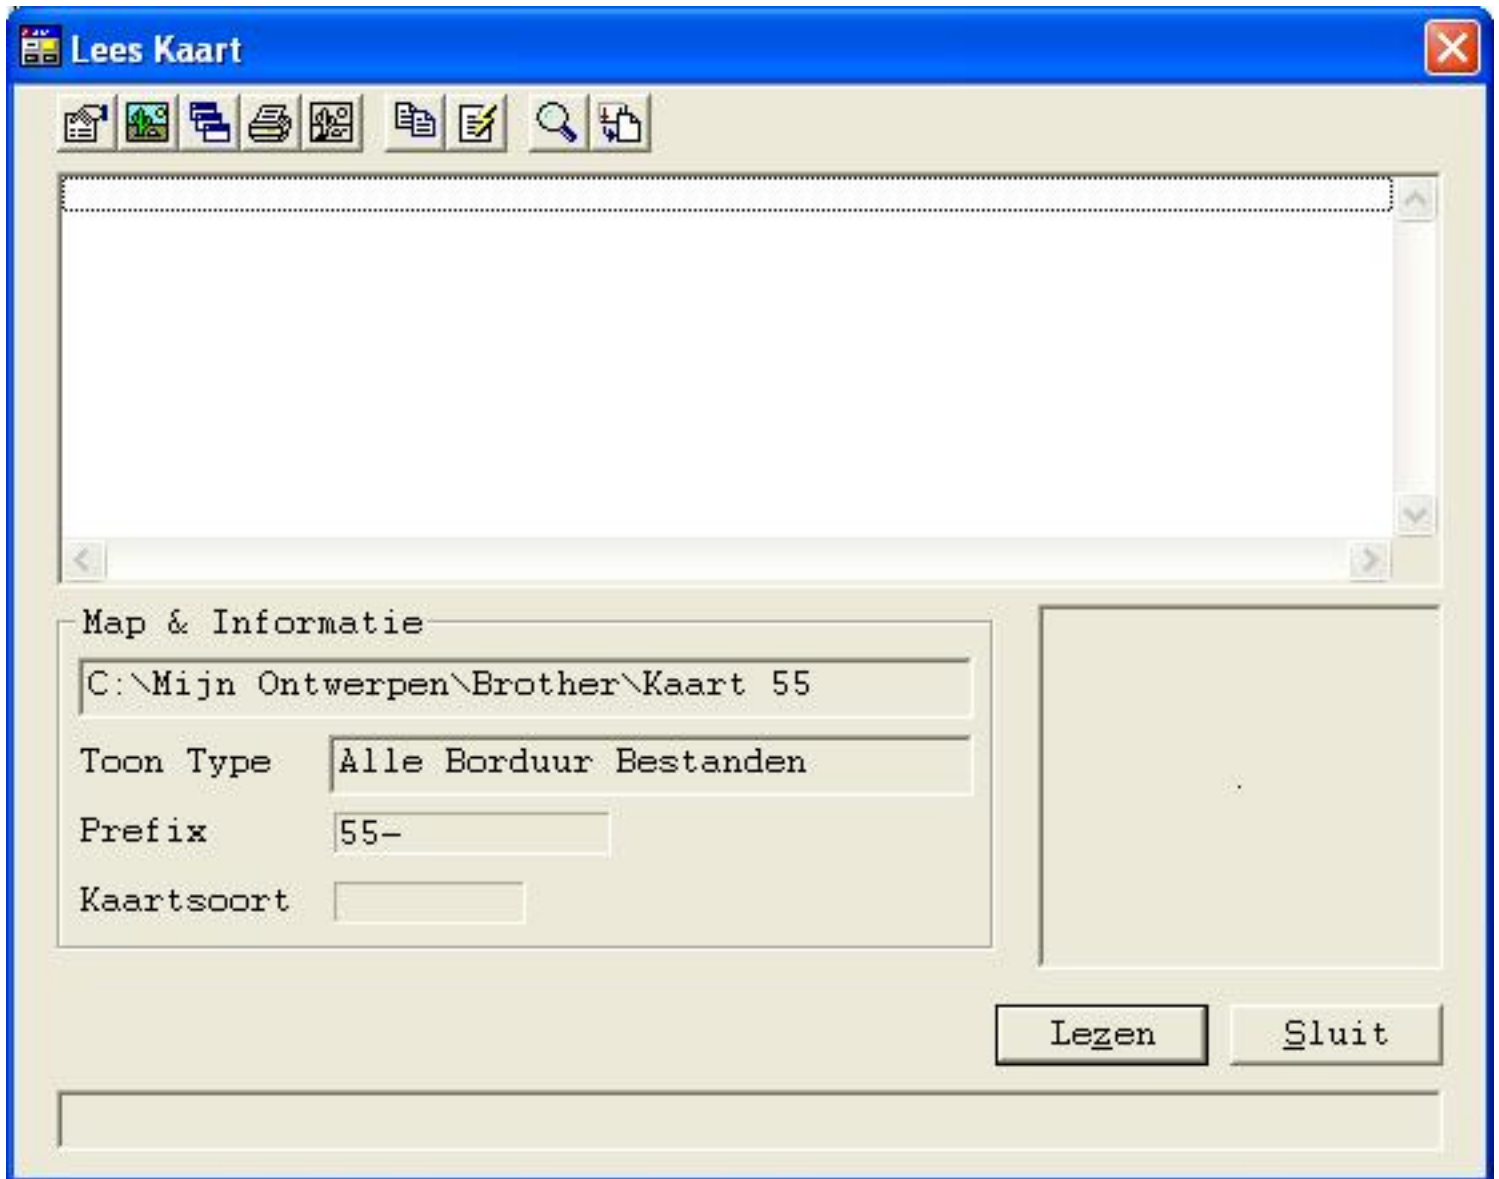 Lees Kaart
Map & Informatie
C:\Mijn Ontwerpen\Brother\Kaart 55
Toon Type Alle Borduur Bestanden
Prefix 55-
Kaartsoort
Lezen Sluit